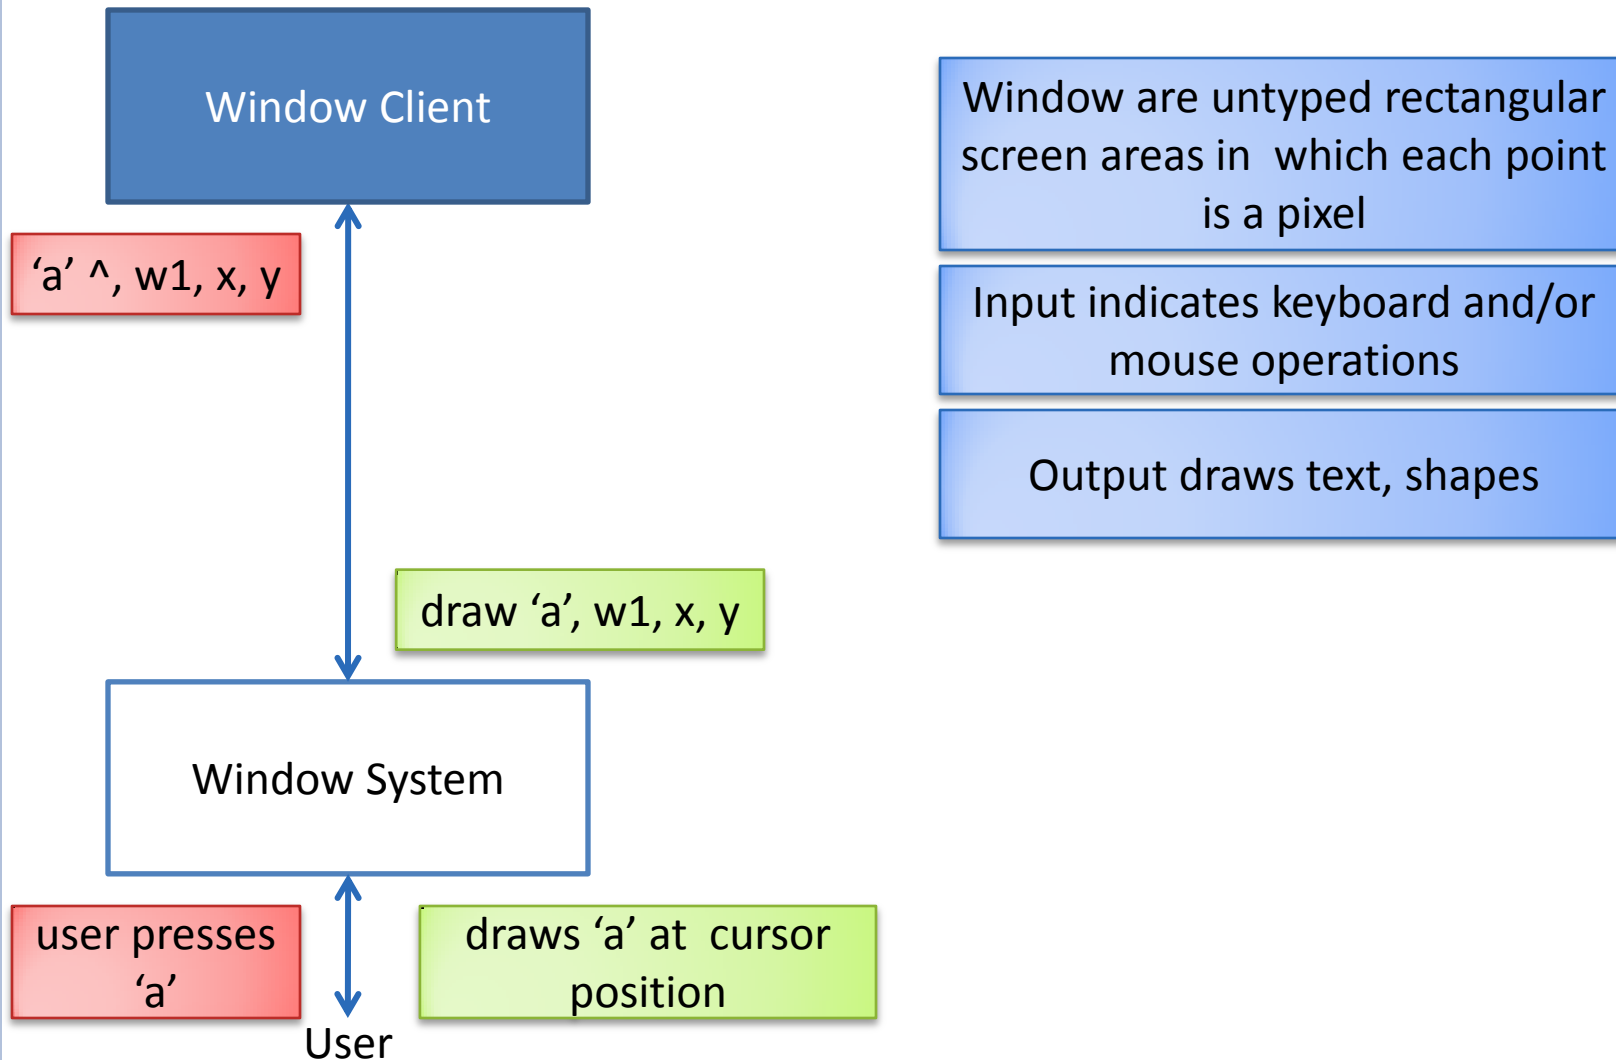 Window Client
‘a’ ^, w1, x, y
draw ‘a’, w1, x, y
Window System
user presses
‘a’
draws ‘a’ at  cursor
position
User
Window are untyped rectangular
screen areas in  which each point
is a pixel
Input indicates keyboard and/or
mouse operations
Output draws text, shapes